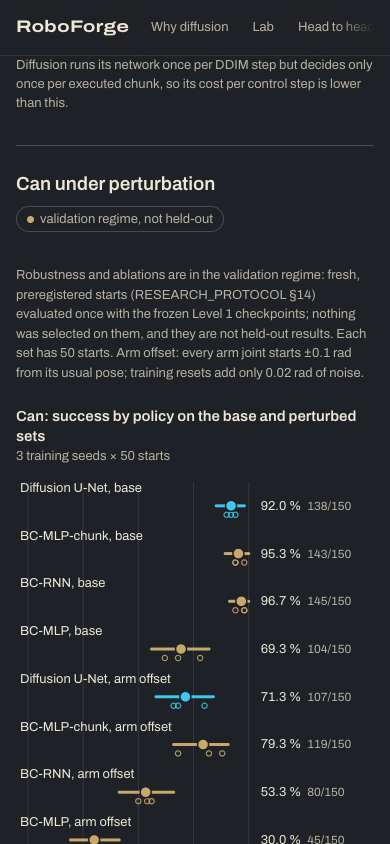 RoboForge Why diffusion Lab Head to head
Diffusion runs its network once per DDIM step but decides only
once per executed chunk, so its cost per control step is lower
than this.
Can under perturbation
validation regime, not held-out
Robustness and ablations are in the validation regime: fresh,
preregistered starts (RESEARCH_PROTOCOL §14)
evaluated once with the frozen Level 1 checkpoints; nothing
was selected on them, and they are not held-out results. Each
set has 50 starts. Arm offset: every arm joint starts ±0.1 rad
from its usual pose; training resets add only 0.02 rad of noise.
Can: success by policy on the base and perturbed
sets
3 training seeds × 50 starts
Diffusion U-Net, base
92.0 % 138/150
BC-MLP-chunk, base
95.3 % 143/150
BC-RNN, base
96.7 % 145/150
BC-MLP, base
69.3 % 104/150
Diffusion U-Net, arm offset
71.3 % 107/150
BC-MLP-chunk, arm offset
79.3 % 119/150
BC-RNN, arm offset
53.3 % 80/150
BC-MLP, arm offset
30.0 % 45/150